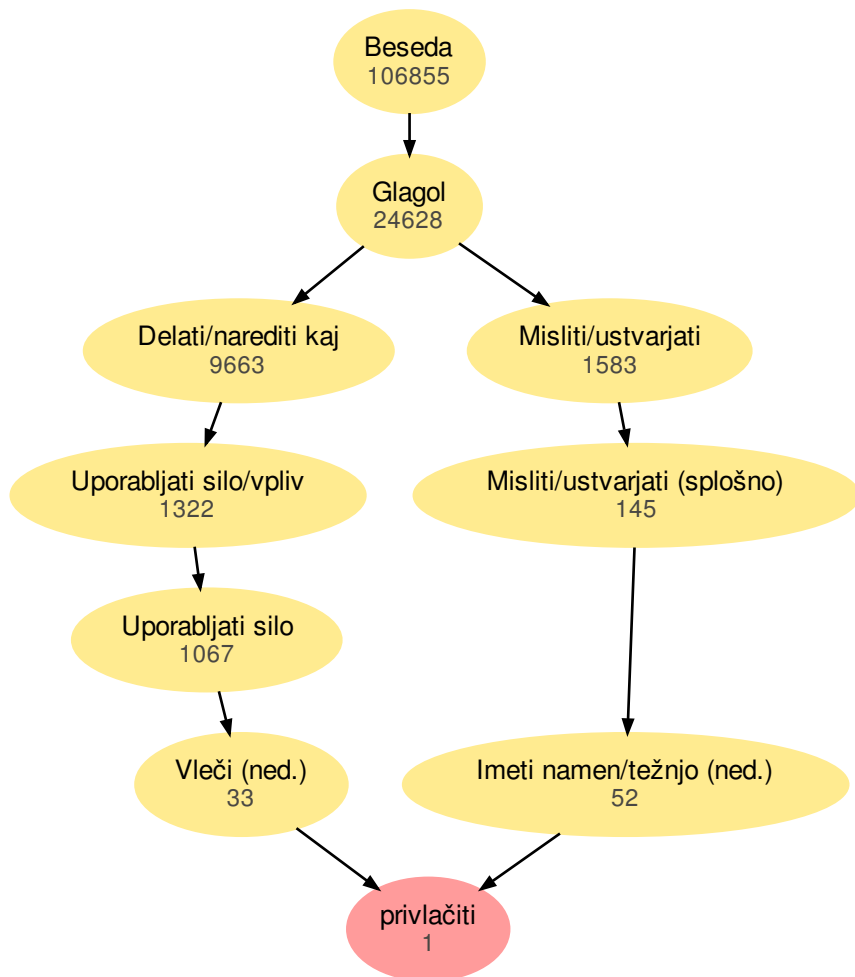 Beseda
106855
Glagol
24628
Delati/narediti kaj
9663
Misliti/ustvarjati
1583
Uporabljati silo/vpliv
1322
Misliti/ustvarjati (splošno)
145
Uporabljati silo
1067
Vleči (ned.)
33
Imeti namen/težnjo (ned.)
52
privlačiti
1